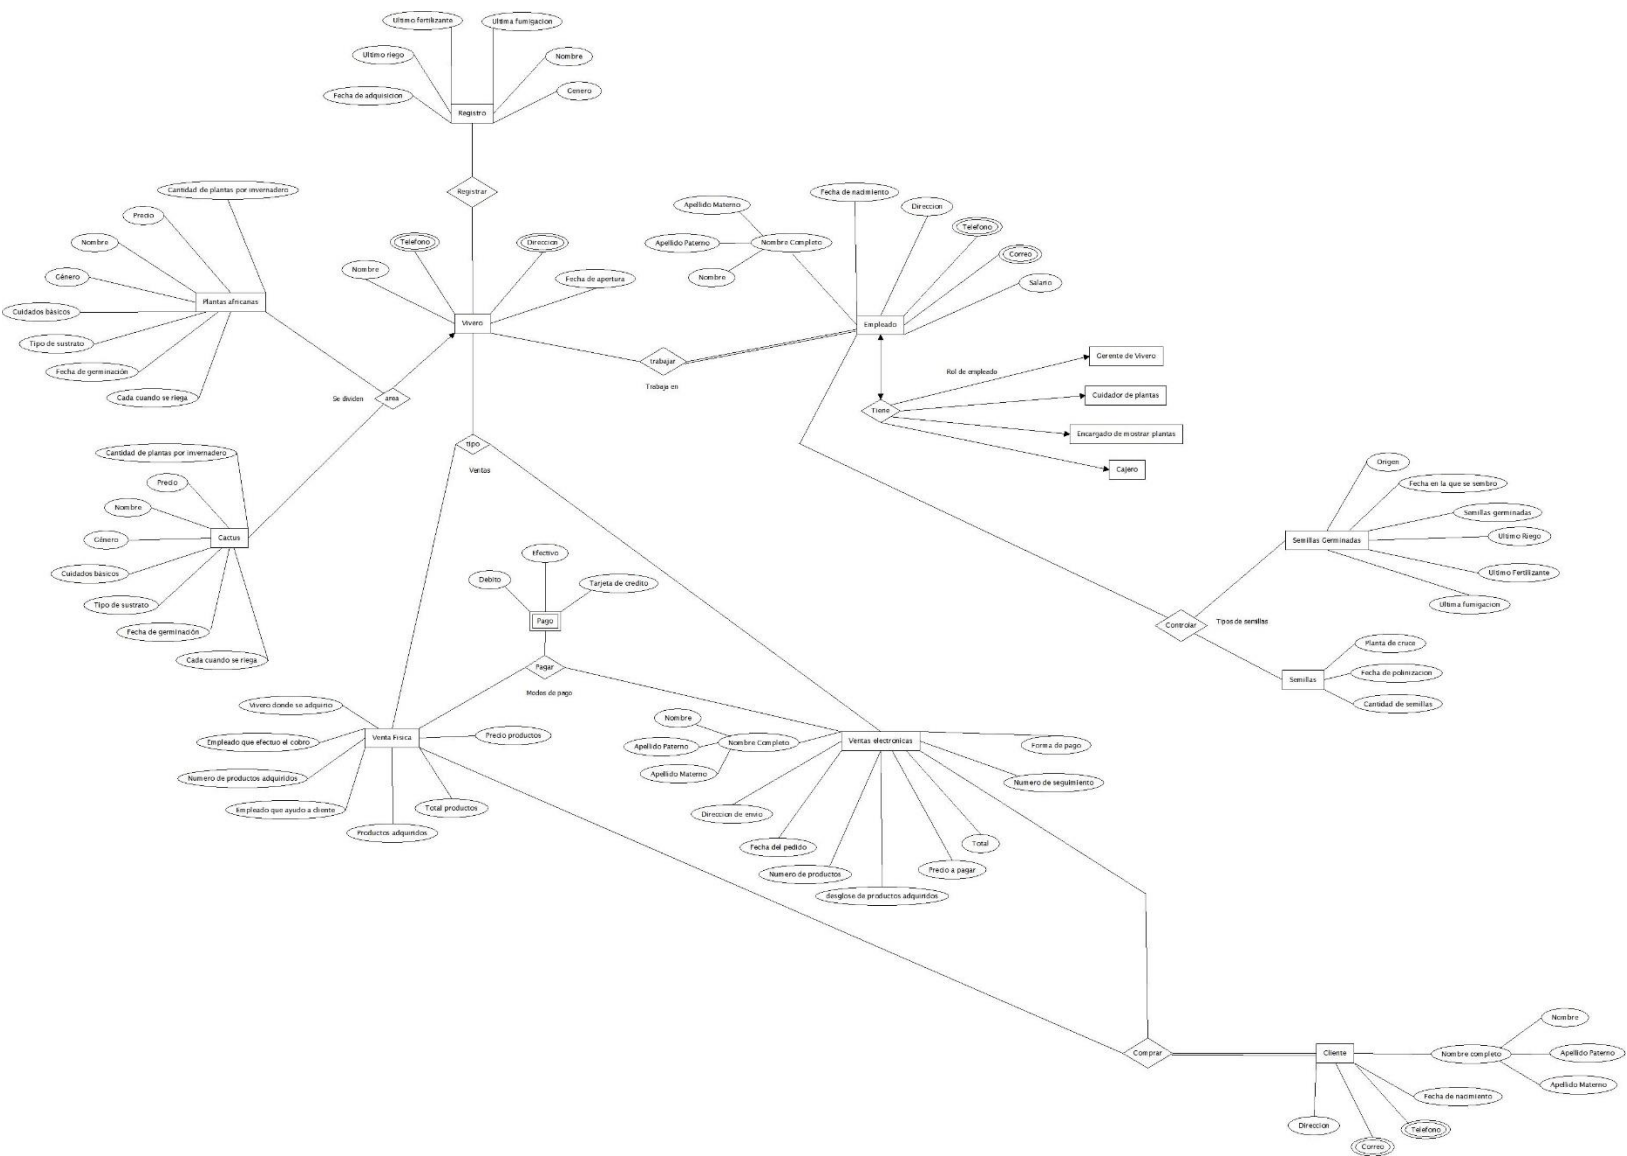 Ultimo fertilizante
Ultima fumigacion
Ultimo riego
Nombre
Fecha de adquisicion
Genero
Registro
Registrar
Cantidad de plantas por invernadero
Precio
Nombre
Género
Cuidados básicos
Tipo de sustrato
Fecha de germinación
Cada cuando se riega
Plantas africanas
Telefono
Direccion
Nombre
Fecha de apertura
Vivero
Se dividen
area
Apellido Materno
Apellido Paterno
Nombre
Nombre Completo
Fecha de nacimiento
Direccion
Telefono
Correo
Salario
Empleado
trabajar
Trabaja en
Rol de empleado
Tiene
Gerente de Vivero
Cuidador de plantas
Encargado de mostrar plantas
Cajero
tipo
Ventas
Cantidad de plantas por invernadero
Precio
Nombre
Género
Cuidados básicos
Tipo de sustrato
Fecha de germinación
Cada cuando se riega
Cactus
Origen
Fecha en la que se sembro
Semillas germinadas
Ultimo Riego
Ultimo Fertilizante
Ultima fumigacion
Semillas Germinadas
Controlar
Tipos de semillas
Semillas
Planta de cruce
Fecha de polinizacion
Cantidad de semillas
Efectivo
Debito
Tarjeta de credito
Pago
Pagar
Modos de pago
Vivero donde se adquirio
Empleado que efectuo el cobro
Numero de productos adquiridos
Empleado que ayudo a cliente
Productos adquiridos
Total productos
Precio productos
Venta Fisica
Nombre
Apellido Paterno
Apellido Materno
Nombre Completo
Ventas electronicas
Forma de pago
Numero de seguimiento
Direccion de envio
Fecha del pedido
Numero de productos
desglose de productos adquiridos
Precio a pagar
Total
Comprar
Cliente
Nombre completo
Nombre
Apellido Paterno
Apellido Materno
Fecha de nacimiento
Telefono
Correo
Direccion